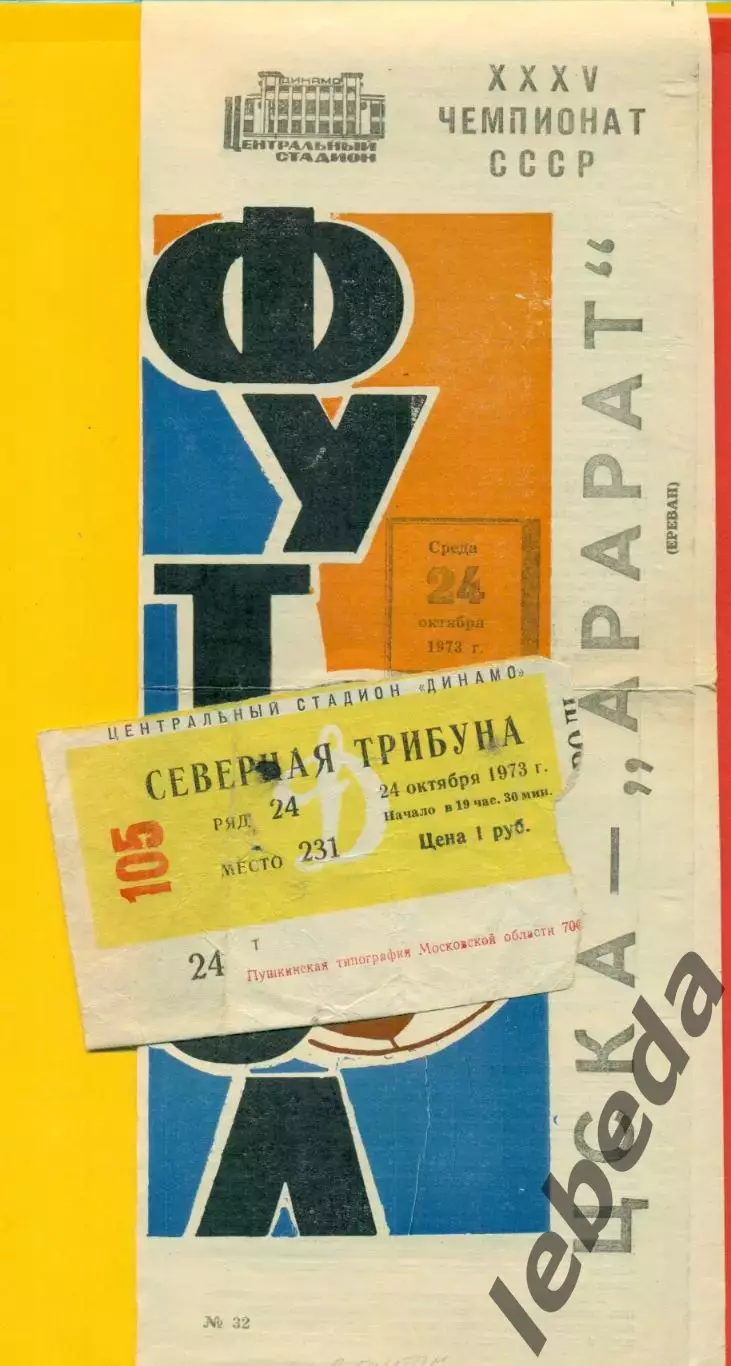 ДИНАМО
ЦЕНТРАЛЬНЫЙ
СТАДИОН
XXXV
ЧЕМПИОНАТ
СССР
ФУТ
Л
Среда
24
октября
1973 г.
ЦСКА — „АРАРАТ“
(ЕРЕВАН)
ЦЕНТРАЛЬНЫЙ СТАДИОН «ДИНАМО»
СЕВЕРНАЯ ТРИБУНА
105
РЯД 24
МЕСТО 231
24 октября 1973 г.
Начало в 19 час. 30 мин.
Цена 1 руб.
24
Т
Пушкинская типография Московской области 70
№ 32
lebeda